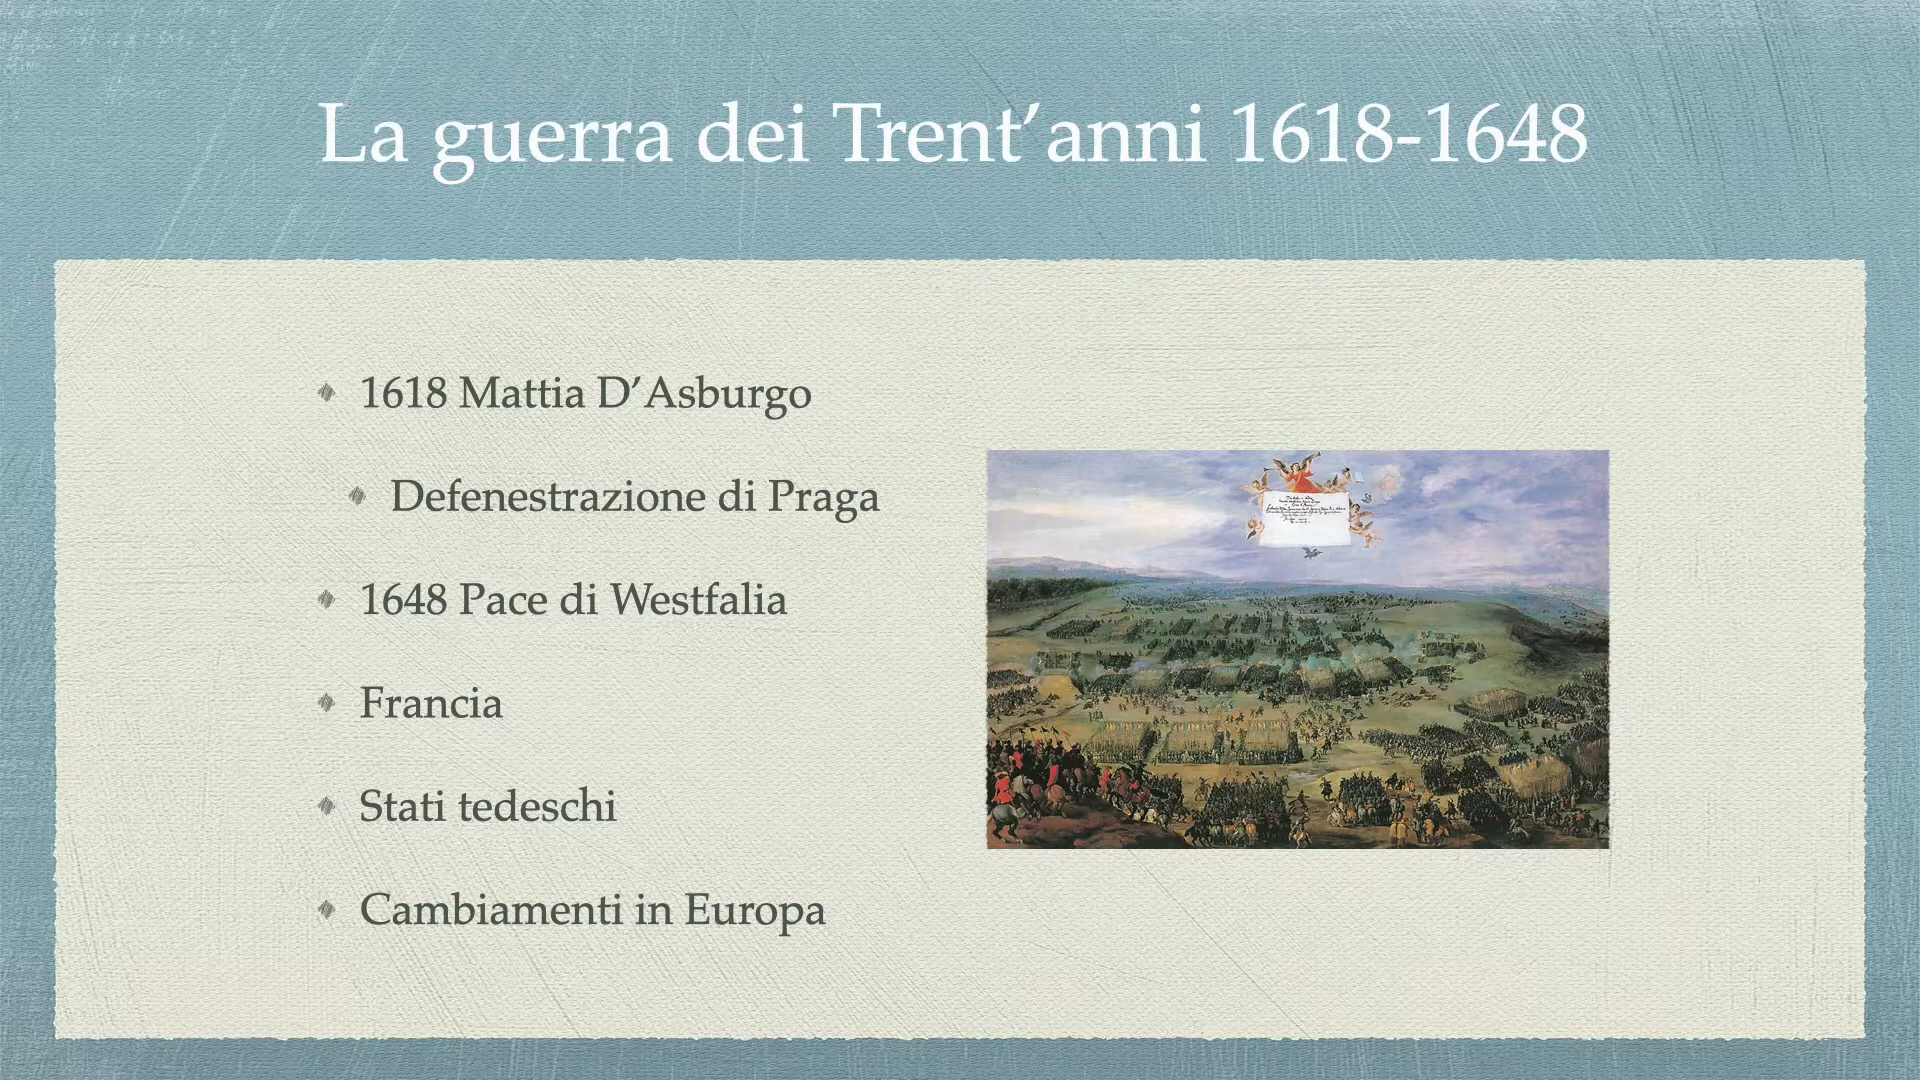 La guerra dei Trent’anni 1618-1648
1618 Mattia D’Asburgo
Defenestrazione di Praga
1648 Pace di Westfalia
Francia
Stati tedeschi
Cambiamenti in Europa